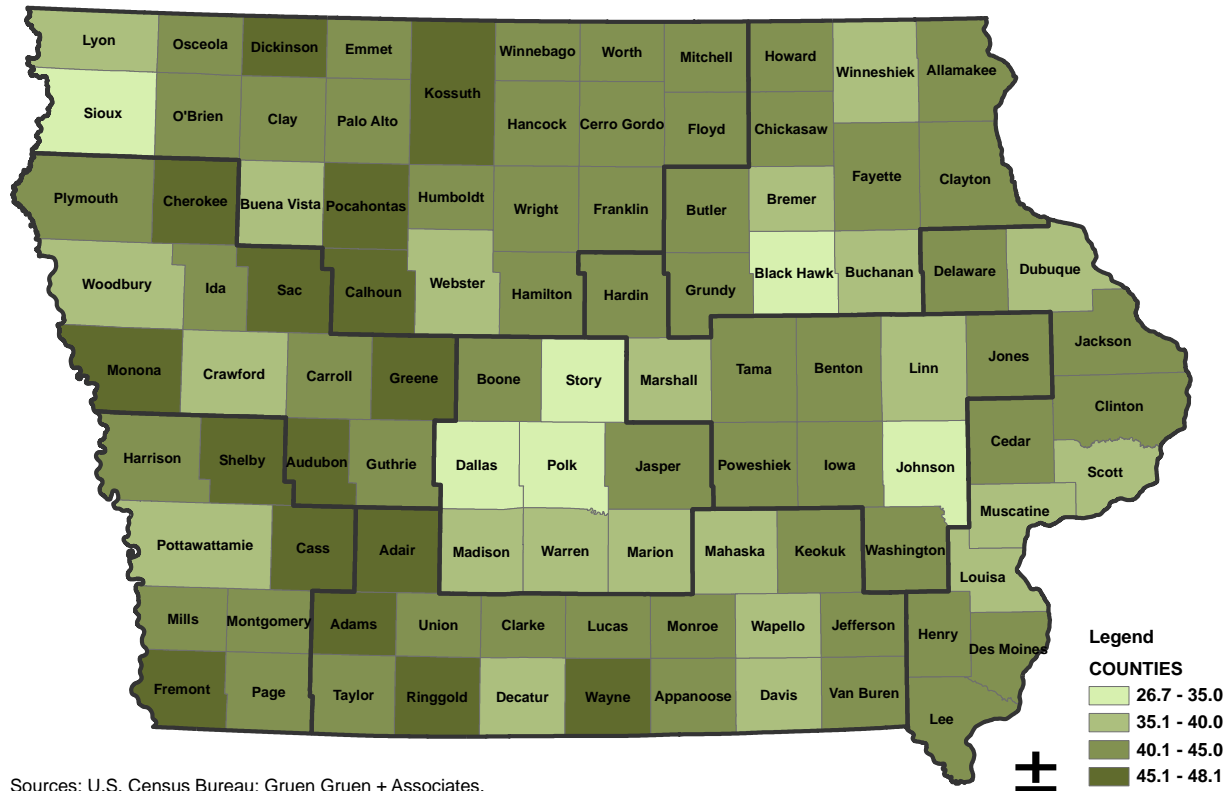 Lyon
Osceola
Dickinson
Emmet
Kossuth
Winnebago
Worth
Mitchell
Howard
Winneshiek
Allamakee
Sioux
O'Brien
Clay
Palo Alto
Hancock
Cerro Gordo
Floyd
Chickasaw
Plymouth
Cherokee
Buena Vista
Pocahontas
Humboldt
Wright
Franklin
Butler
Bremer
Fayette
Clayton
Woodbury
Ida
Sac
Calhoun
Webster
Hamilton
Hardin
Grundy
Black Hawk
Buchanan
Delaware
Dubuque
Monona
Crawford
Carroll
Greene
Boone
Story
Marshall
Tama
Benton
Linn
Jones
Jackson
Clinton
Harrison
Shelby
Audubon
Guthrie
Dallas
Polk
Jasper
Poweshiek
Iowa
Johnson
Cedar
Scott
Muscatine
Pottawattamie
Cass
Adair
Madison
Warren
Marion
Mahaska
Keokuk
Washington
Louisa
Mills
Montgomery
Adams
Union
Clarke
Lucas
Monroe
Wapello
Jefferson
Henry
Des Moines
Fremont
Page
Taylor
Ringgold
Decatur
Wayne
Appanoose
Davis
Van Buren
Lee
Legend
COUNTIES
26.7 - 35.0
35.1 - 40.0
40.1 - 45.0
45.1 - 48.1
Sources: U.S. Census Bureau; Gruen Gruen + Associates.